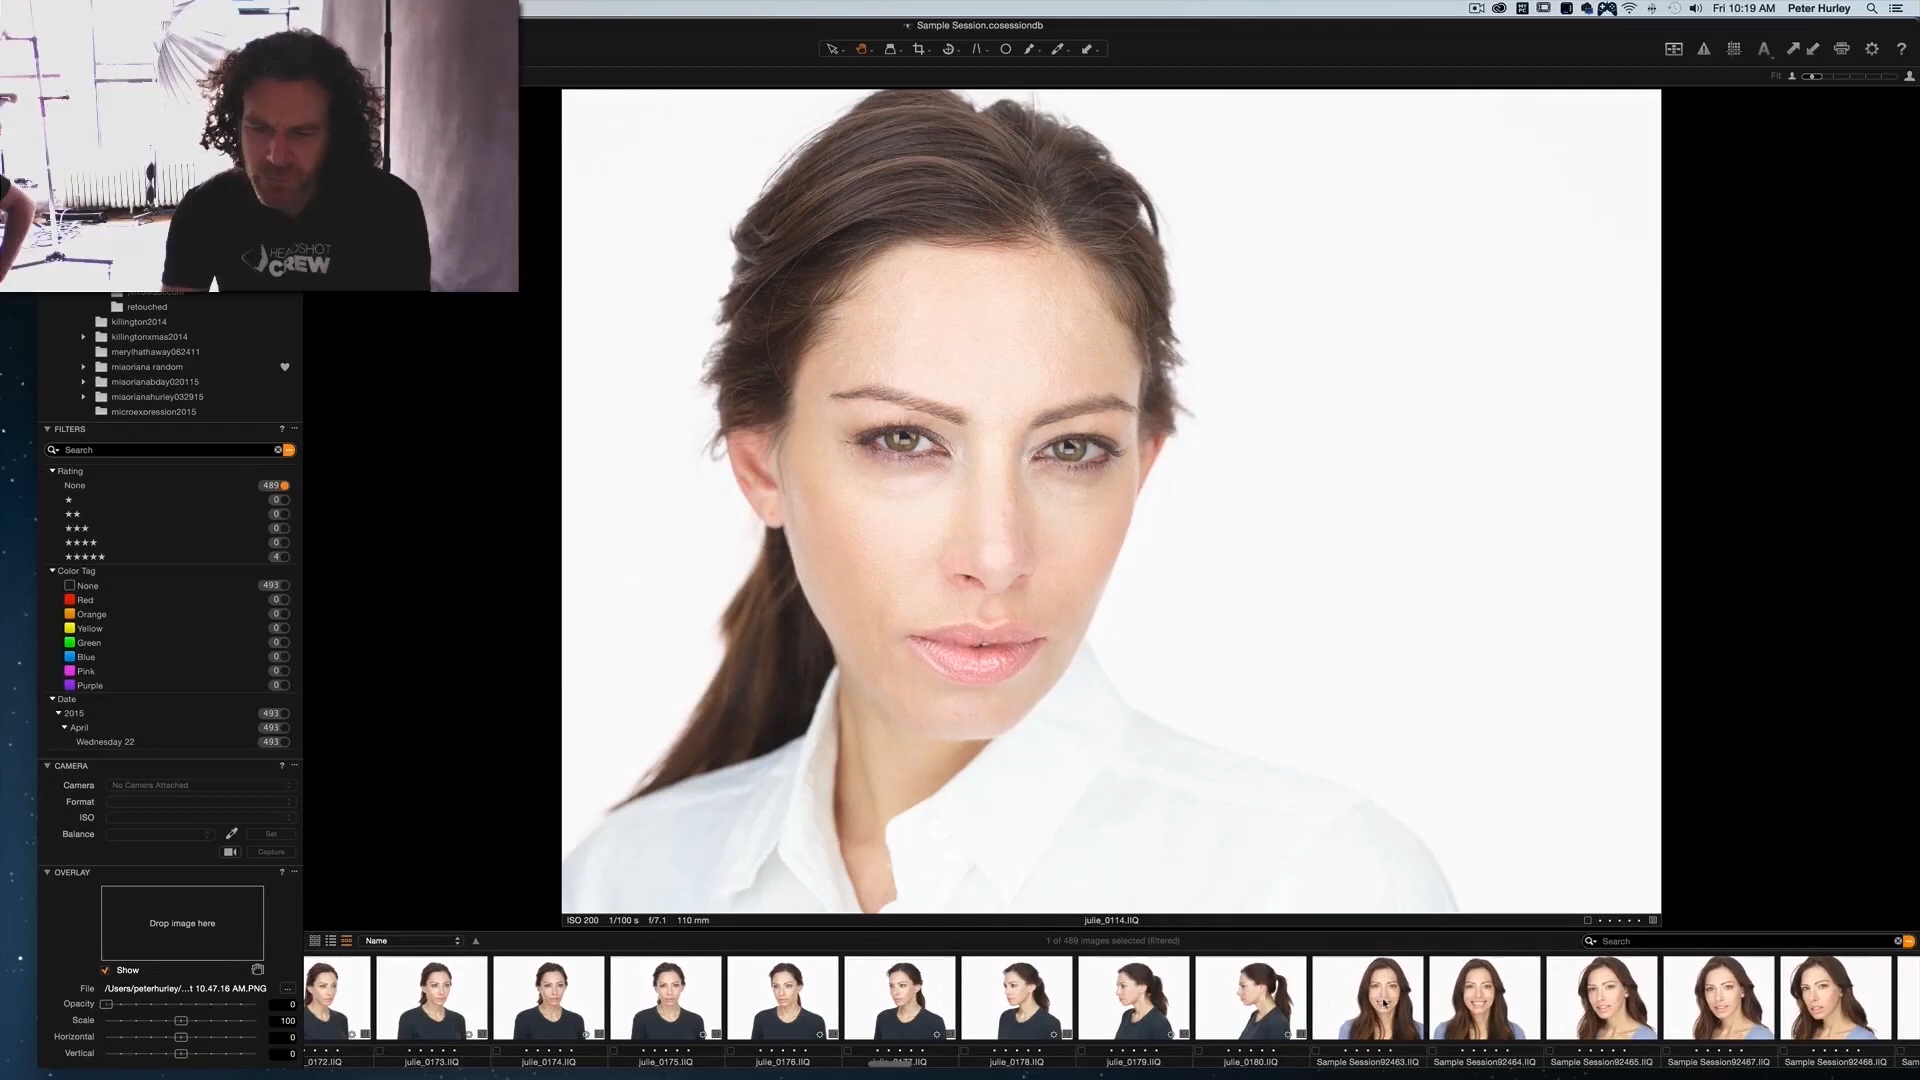 Fri 10:19 AM Peter Hurley
Sample Session.cosessiondb
Fit
HEADSHOT
CREW
retouched
killington2014
killingtonxmas2014
merylhathaway062411
miaoriana random
miaorianabday020115
miaorianahurley032915
microexpression2015
FILTERS ? ...
Search
Rating
None 489
★ 0
★★ 0
★★★ 0
★★★★ 0
★★★★★ 4
Color Tag
None 493
Red 0
Orange 0
Yellow 0
Green 0
Blue 0
Pink 0
Purple 0
Date
2015 493
April 493
Wednesday 22 493
CAMERA ? ...
Camera No Camera Attached
Format
ISO
Balance Set
Capture
OVERLAY ? ...
Drop image here
Show
File /Users/peterhurley/...t 10.47.16 AM.PNG ...
Opacity 0
Scale 100
Horizontal 0
Vertical 0
ISO 200 1/100 s f/7.1 110 mm julie_0114.IIQ
Name 1 of 489 images selected (filtered) Search
0172.IIQ julie_0173.IIQ julie_0174.IIQ julie_0175.IIQ julie_0176.IIQ julie_0178.IIQ julie_0179.IIQ julie_0180.IIQ Sample Session92463.IIQ Sample Session92464.IIQ Sample Session92465.IIQ Sample Session92467.IIQ Sample Session92468.IIQ